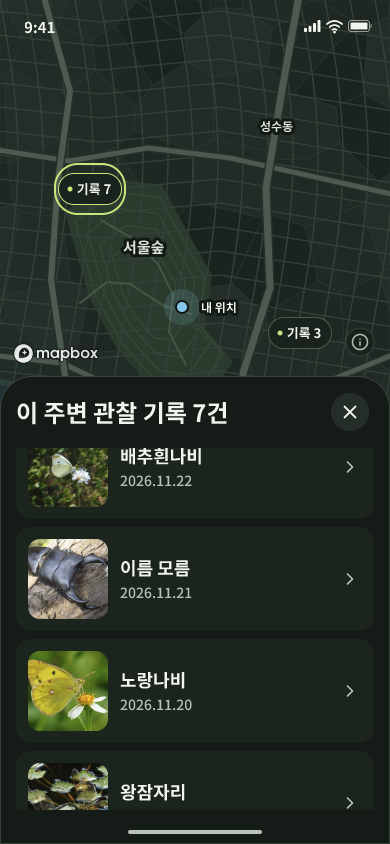 9:41
성수동
기록 7
서울숲
내 위치
기록 3
mapbox
이 주변 관찰 기록 7건
배추흰나비
2026.11.22
이름 모름
2026.11.21
노랑나비
2026.11.20
왕잠자리